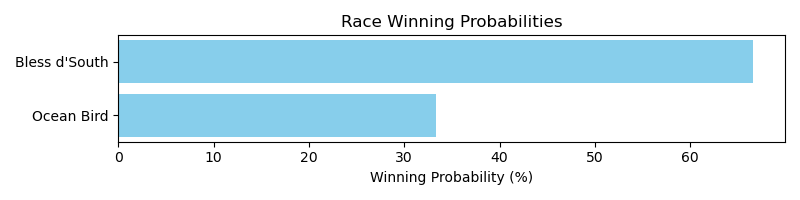 Race Winning Probabilities
Bless d'South
Ocean Bird
0 10 20 30 40 50 60
Winning Probability (%)